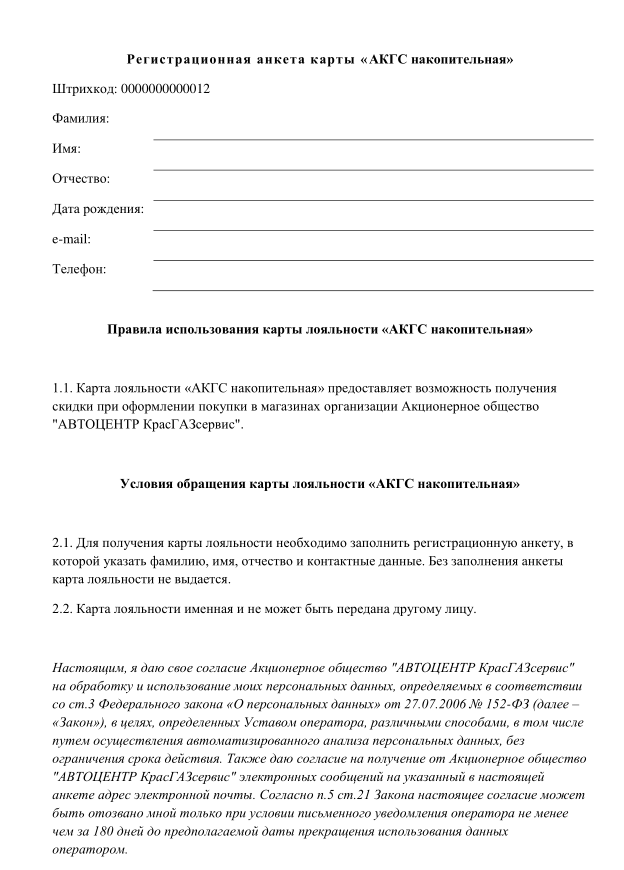 Регистрационная анкета карты «АКГС накопительная»
Штрихкод: 0000000000012
Фамилия:
Имя:
Отчество:
Дата рождения:
e-mail:
Телефон:
Правила использования карты лояльности «АКГС накопительная»
1.1. Карта лояльности «АКГС накопительная» предоставляет возможность получения
скидки при оформлении покупки в магазинах организации Акционерное общество
"АВТОЦЕНТР КрасГАЗсервис".
Условия обращения карты лояльности «АКГС накопительная»
2.1. Для получения карты лояльности необходимо заполнить регистрационную анкету, в
которой указать фамилию, имя, отчество и контактные данные. Без заполнения анкеты
карта лояльности не выдается.
2.2. Карта лояльности именная и не может быть передана другому лицу.
Настоящим, я даю свое согласие Акционерное общество "АВТОЦЕНТР КрасГАЗсервис"
на обработку и использование моих персональных данных, определяемых в соответствии
со ст.3 Федерального закона «О персональных данных» от 27.07.2006 № 152-ФЗ (далее –
«Закон»), в целях, определенных Уставом оператора, различными способами, в том числе
путем осуществления автоматизированного анализа персональных данных, без
ограничения срока действия. Также даю согласие на получение от Акционерное общество
"АВТОЦЕНТР КрасГАЗсервис" электронных сообщений на указанный в настоящей
анкете адрес электронной почты. Согласно п.5 ст.21 Закона настоящее согласие может
быть отозвано мной только при условии письменного уведомления оператора не менее
чем за 180 дней до предполагаемой даты прекращения использования данных
оператором.